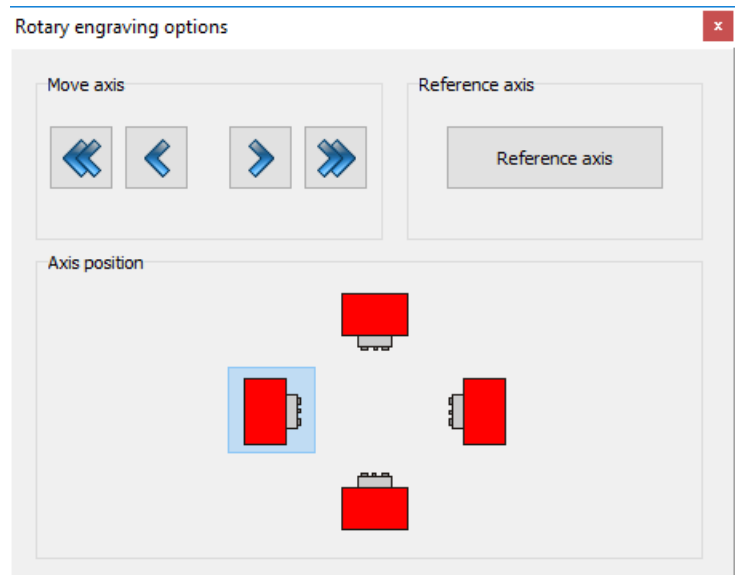 Rotary engraving options
x
Move axis
Reference axis
Reference axis
Axis position